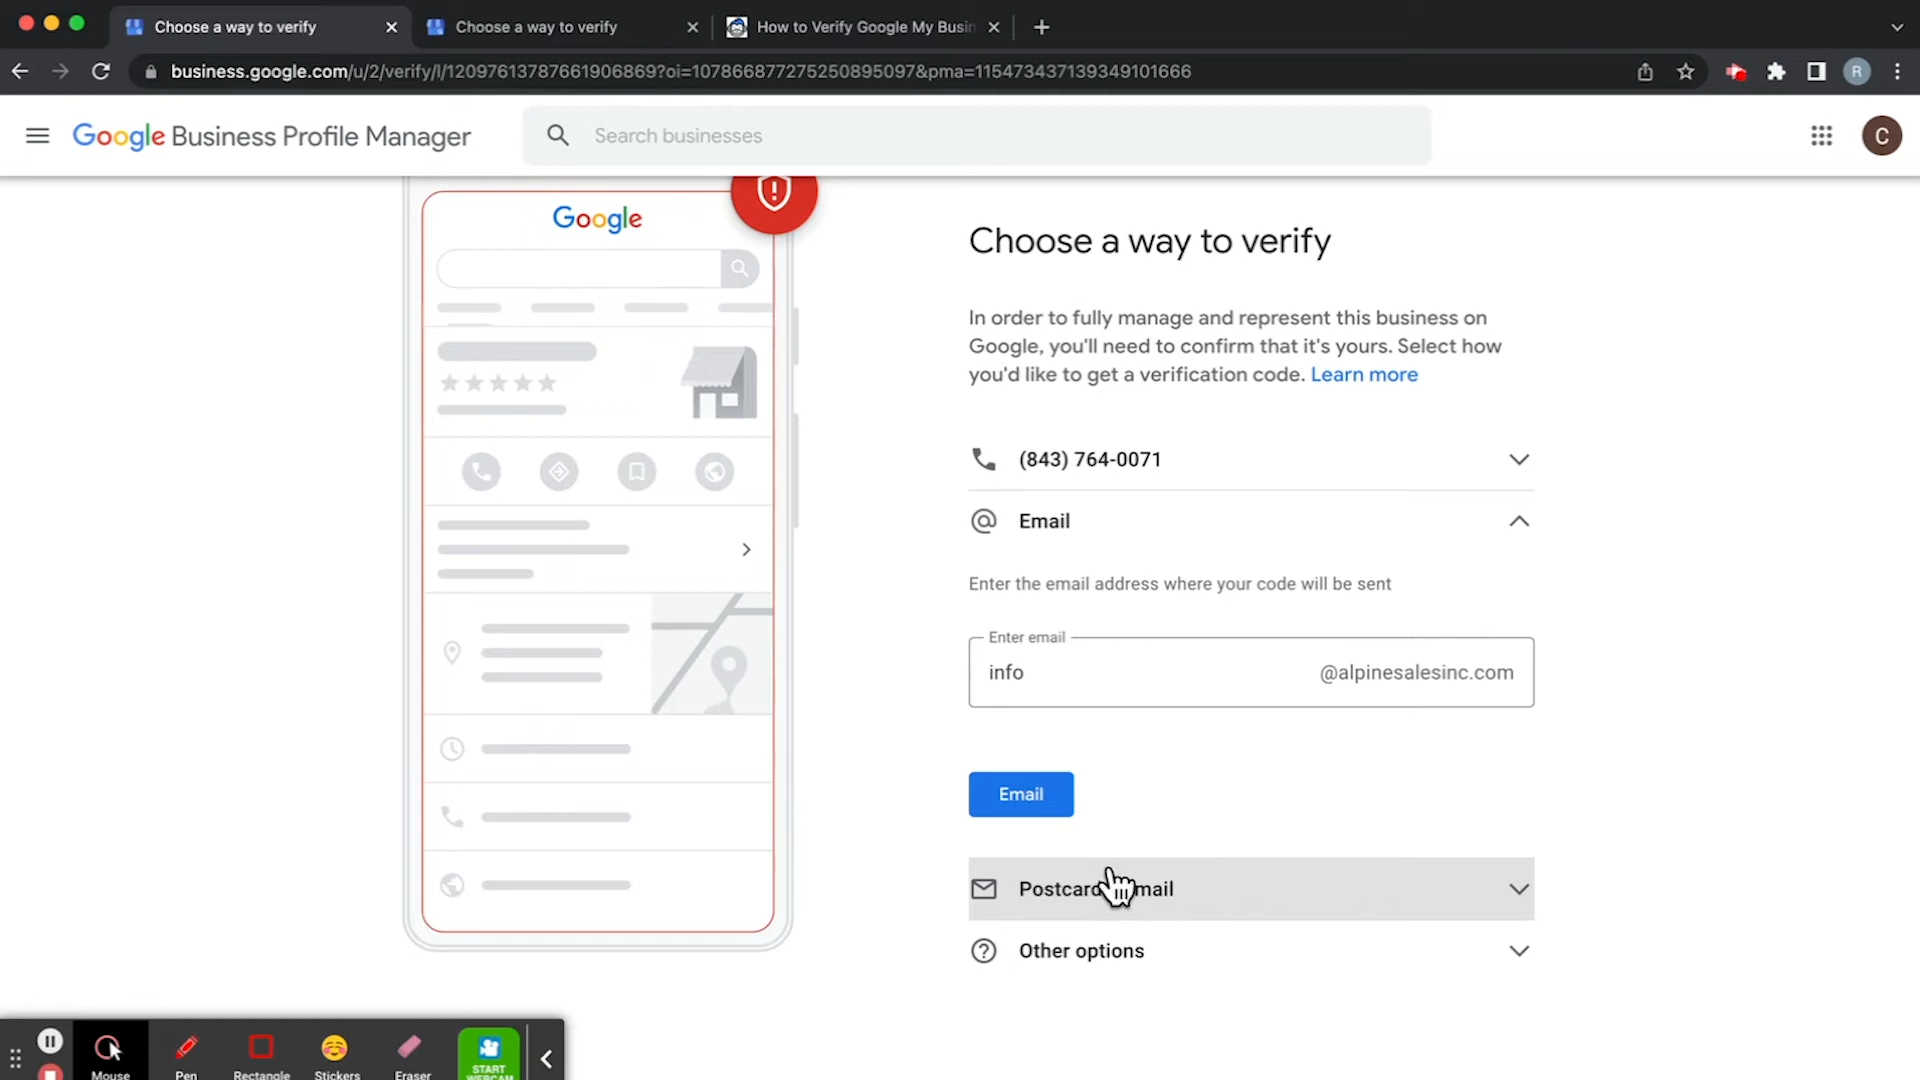 Choose a way to verify
Choose a way to verify
How to Verify Google My Busin
business.google.com/u/2/verify/l/12097613787661906869?oi=107866877275250895097&pma=115473437139349101666
R
Google Business Profile Manager
Search businesses
C
Google
Choose a way to verify
In order to fully manage and represent this business on
Google, you'll need to confirm that it's yours. Select how
you'd like to get a verification code. Learn more
(843) 764-0071
Email
Enter the email address where your code will be sent
Enter email
info
@alpinesalesinc.com
Email
Postcard mail
Other options
Mouse
Pen
Rectangle
Stickers
Eraser
START
WEBCAM